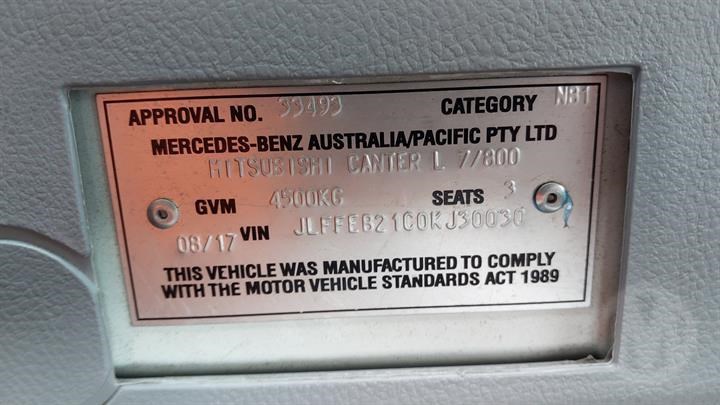 APPROVAL NO. 33493 CATEGORY NB1
MERCEDES-BENZ AUSTRALIA/PACIFIC PTY LTD
MITSUBISHI CANTER L 7/800
GVM 4500KG SEATS 3
08/17 VIN JLFFEB21C0KJ30030
THIS VEHICLE WAS MANUFACTURED TO COMPLY
WITH THE MOTOR VEHICLE STANDARDS ACT 1989